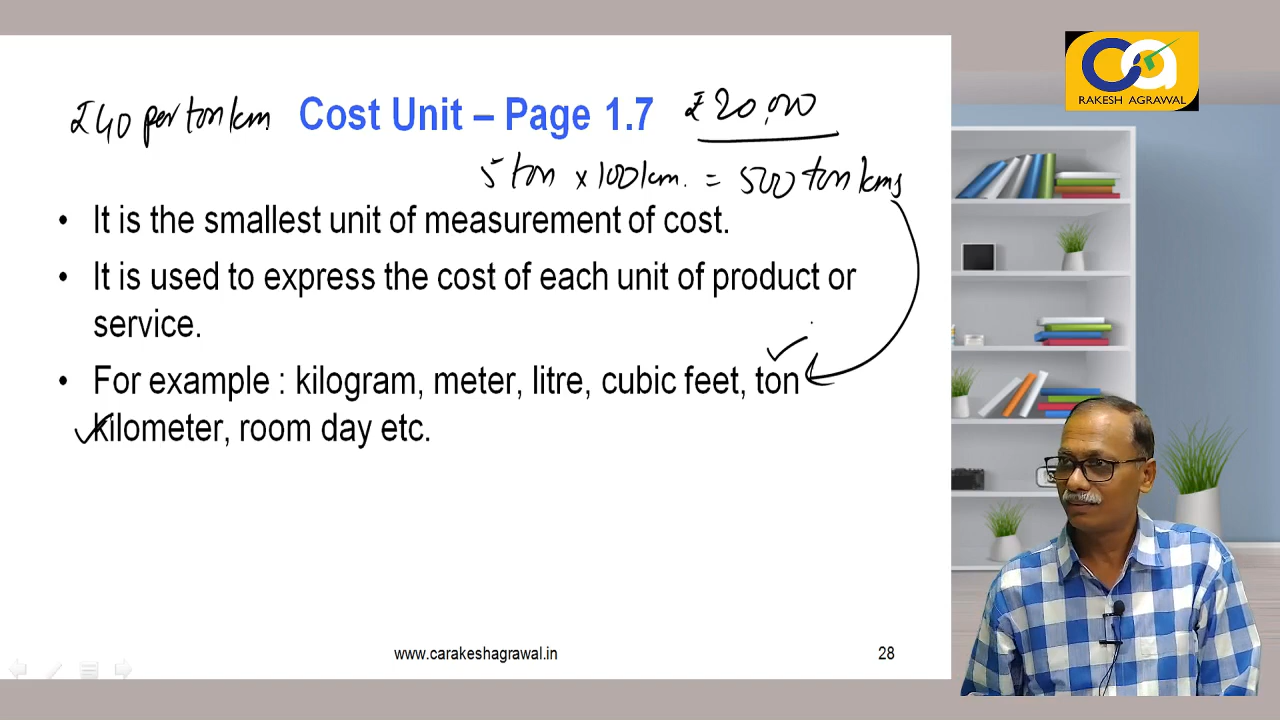 ₹40 per ton km. Cost Unit – Page 1.7 ₹20,000
5 ton × 100 km. = 500 ton kms
• It is the smallest unit of measurement of cost.
• It is used to express the cost of each unit of product or
service.
• For example : kilogram, meter, litre, cubic feet, ton
Kilometer, room day etc.
www.carakeshagrawal.in 28
ca
RAKESH AGRAWAL